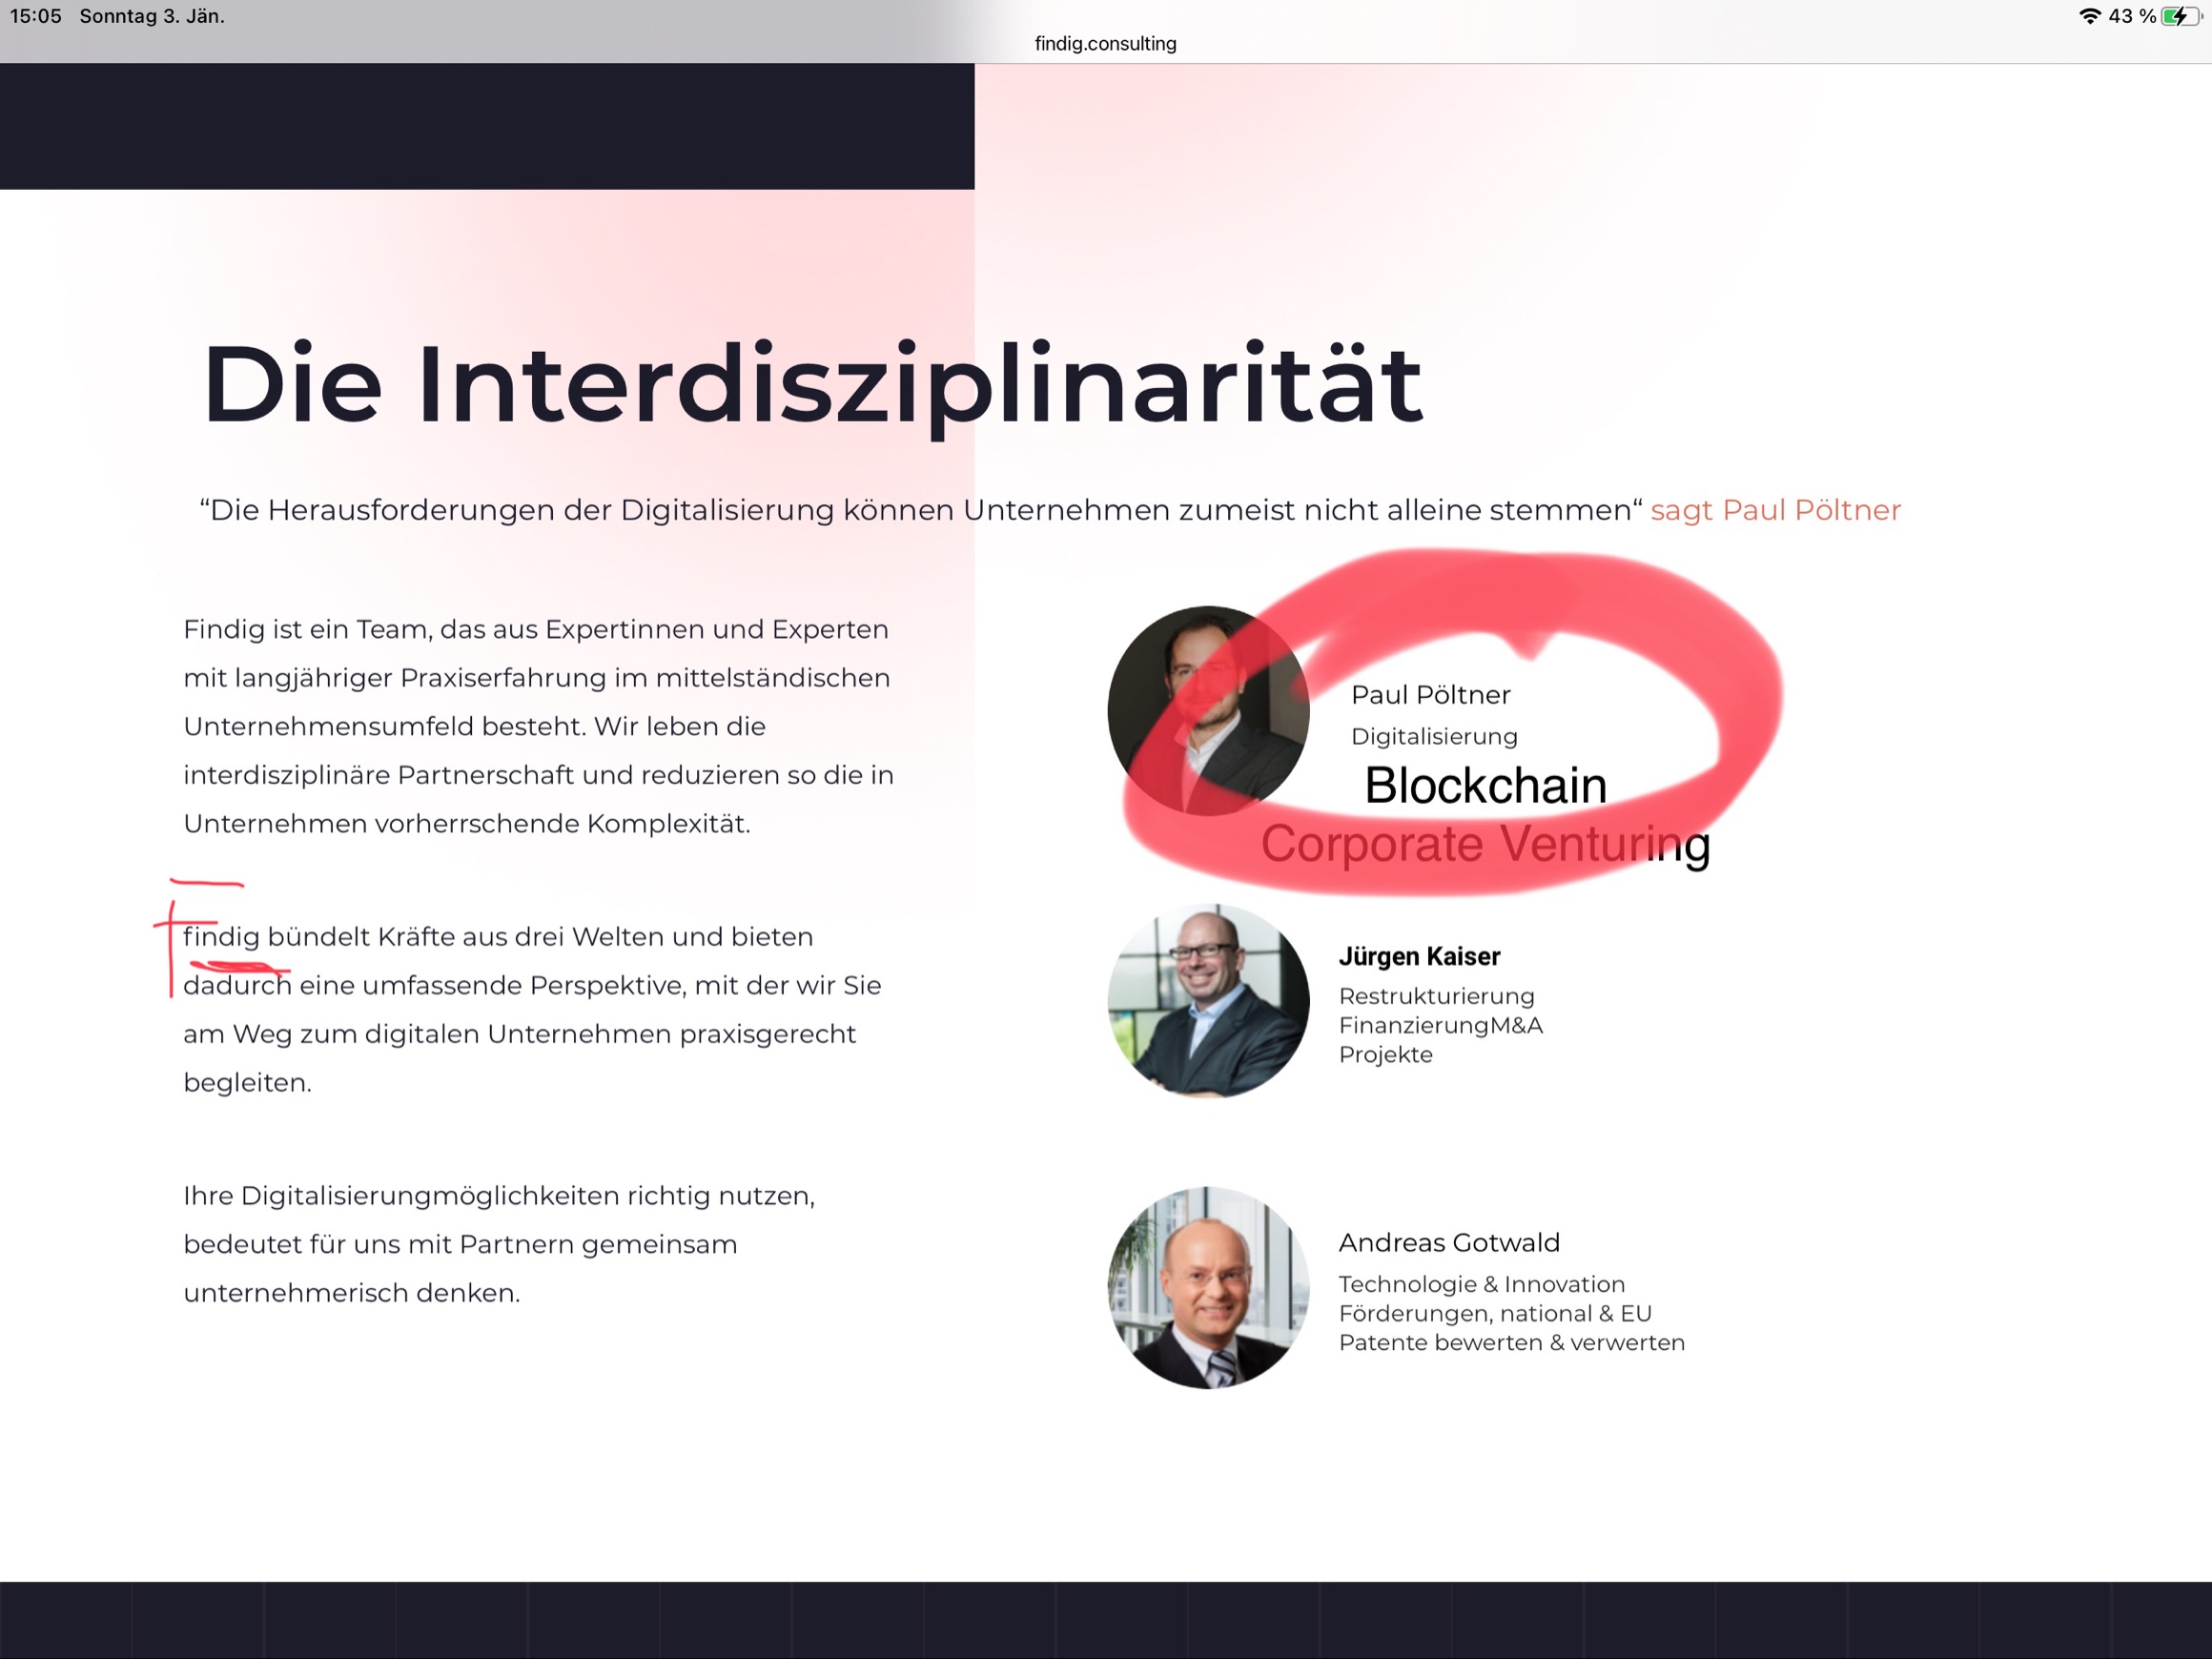 15:05 Sonntag 3. Jän.
43 %
findig.consulting
Die Interdisziplinarität
“Die Herausforderungen der Digitalisierung können Unternehmen zumeist nicht alleine stemmen“ sagt Paul Pöltner
Findig ist ein Team, das aus Expertinnen und Experten
mit langjähriger Praxiserfahrung im mittelständischen
Unternehmensumfeld besteht. Wir leben die
interdisziplinäre Partnerschaft und reduzieren so die in
Unternehmen vorherrschende Komplexität.
F
findig bündelt Kräfte aus drei Welten und bieten
dadurch eine umfassende Perspektive, mit der wir Sie
am Weg zum digitalen Unternehmen praxisgerecht
begleiten.
Ihre Digitalisierungmöglichkeiten richtig nutzen,
bedeutet für uns mit Partnern gemeinsam
unternehmerisch denken.
Paul Pöltner
Digitalisierung
Blockchain
Corporate Venturing
Jürgen Kaiser
Restrukturierung
FinanzierungM&A
Projekte
Andreas Gotwald
Technologie & Innovation
Förderungen, national & EU
Patente bewerten & verwerten